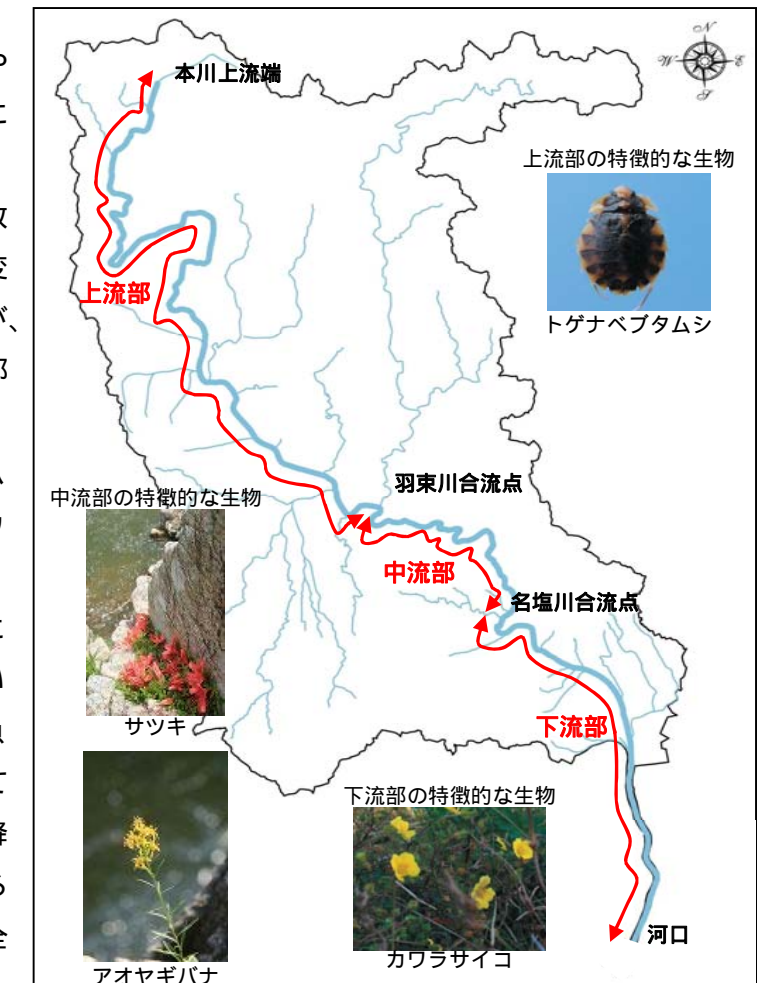 本川上流端
N
W
E
S
上流部の特徴的な生物
トゲナベブタムシ
上流部
羽束川合流点
中流部の特徴的な生物
中流部
名塩川合流点
サツキ
下流部
下流部の特徴的な生物
河口
カワラサイコ
アオヤギバナ